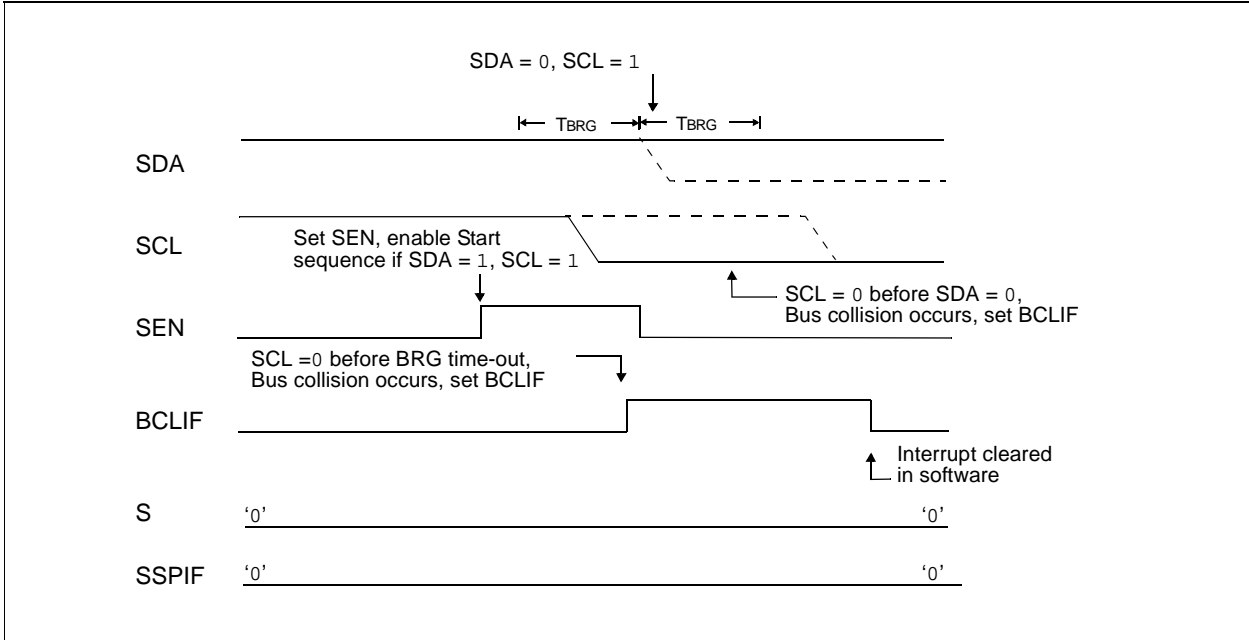 SDA = 0, SCL = 1
TBRG TBRG
SDA
SCL
Set SEN, enable Start
sequence if SDA = 1, SCL = 1
SCL = 0 before SDA = 0,
Bus collision occurs, set BCLIF
SEN
SCL =0 before BRG time-out,
Bus collision occurs, set BCLIF
BCLIF
Interrupt cleared
in software
S ‘0’ ‘0’
SSPIF ‘0’ ‘0’